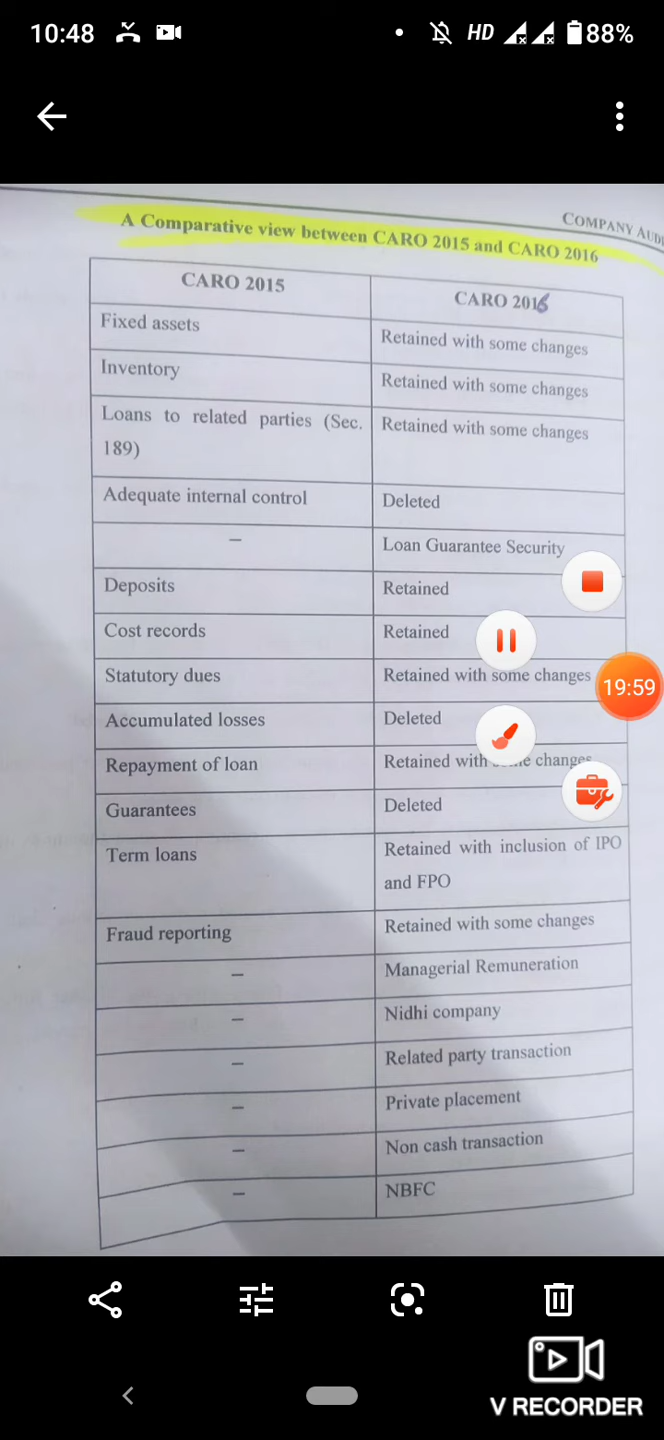 10:48
HD
88%
COMPANY
A Comparative view between CARO 2015 and CARO 2016
CARO 2015 CARO 2016
Fixed assets Retained with some changes
Inventory Retained with some changes
Loans to related parties (Sec. Retained with some changes
189)
Adequate internal control Deleted
– Loan Guarantee Security
Deposits Retained
Cost records Retained
Statutory dues Retained with some changes
19:59
Accumulated losses Deleted
Repayment of loan Retained with changes
Guarantees Deleted
Term loans Retained with inclusion of IPO
and FPO
Fraud reporting Retained with some changes
– Managerial Remuneration
– Nidhi company
– Related party transaction
– Private placement
– Non cash transaction
– NBFC
V RECORDER